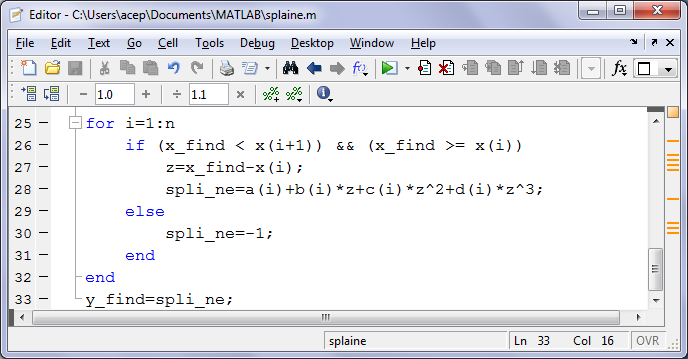 Editor - C:\Users\acep\Documents\MATLAB\splaine.m
File Edit Text Go Cell Tools Debug Desktop Window Help
fx
− 1.0 + ÷ 1.1 ×
25 – for i=1:n
26 – if (x_find < x(i+1)) && (x_find >= x(i))
27 – z=x_find-x(i);
28 – spli_ne=a(i)+b(i)*z+c(i)*z^2+d(i)*z^3;
29 – else
30 – spli_ne=-1;
31 – end
32 – end
33 – y_find=spli_ne;
splaine Ln 33 Col 16 OVR